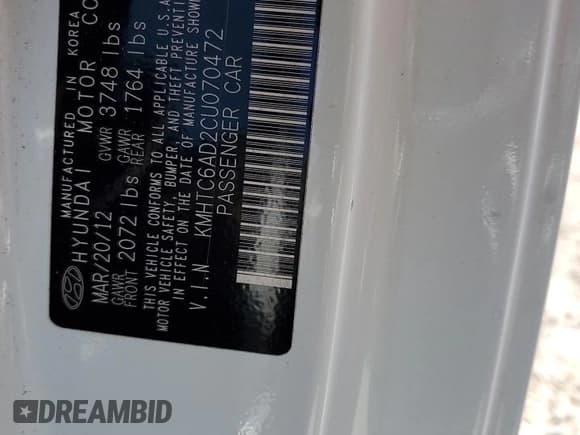 MANUFACTURED IN KOREA
HYUNDAI MOTOR CO
MAR/20/12 GVWR 3748 lbs
GAWR FRONT 2072 lbs GAWR REAR 1764 lbs
THIS VEHICLE CONFORMS TO ALL APPLICABLE U.S.A
MOTOR VEHICLE SAFETY, BUMPER, AND THEFT PREVENTI
IN EFFECT ON THE DATE OF MANUFACTURE SHOWN
V.I.N KMHTC6AD2CU070472
PASSENGER CAR
DREAMBID